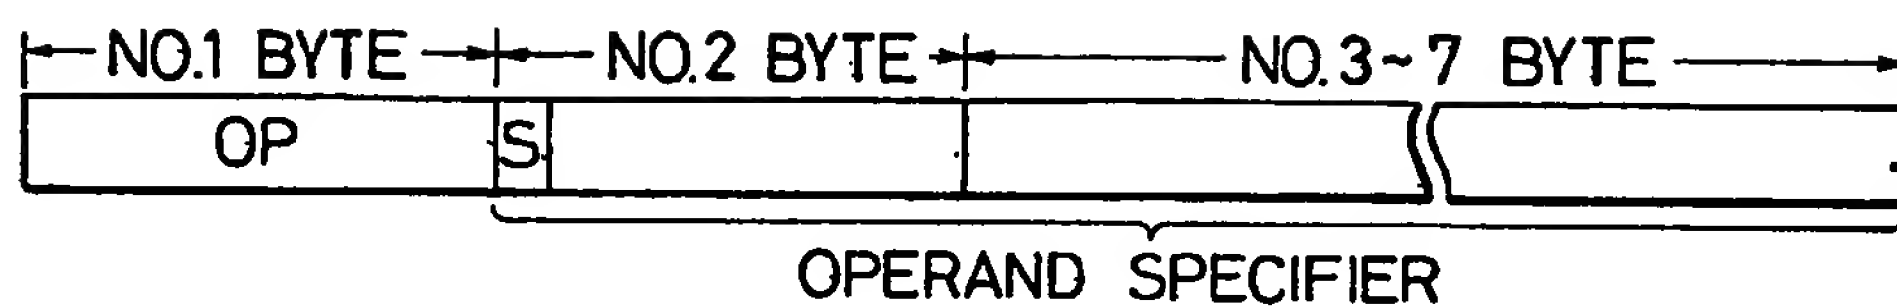 NO.1 BYTE NO.2 BYTE NO.3~7 BYTE
OP S
OPERAND SPECIFIER